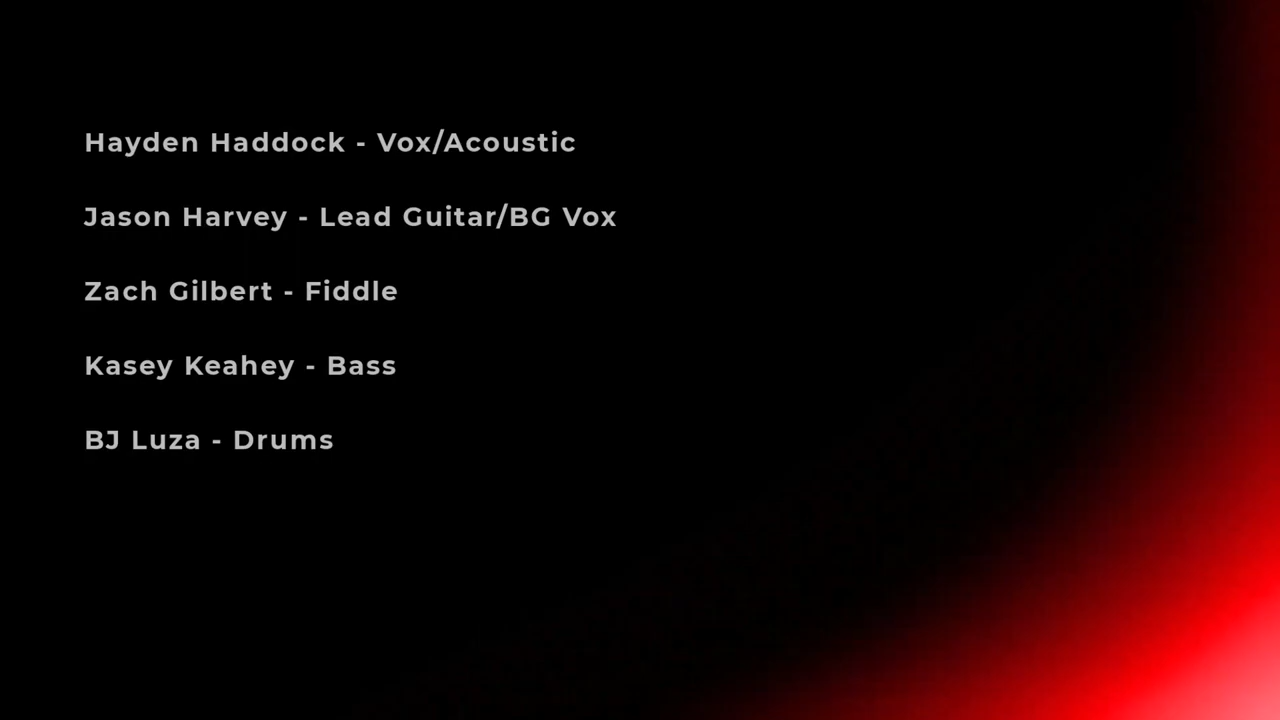 Hayden Haddock - Vox/Acoustic
Jason Harvey - Lead Guitar/BG Vox
Zach Gilbert - Fiddle
Kasey Keahey - Bass
BJ Luza - Drums